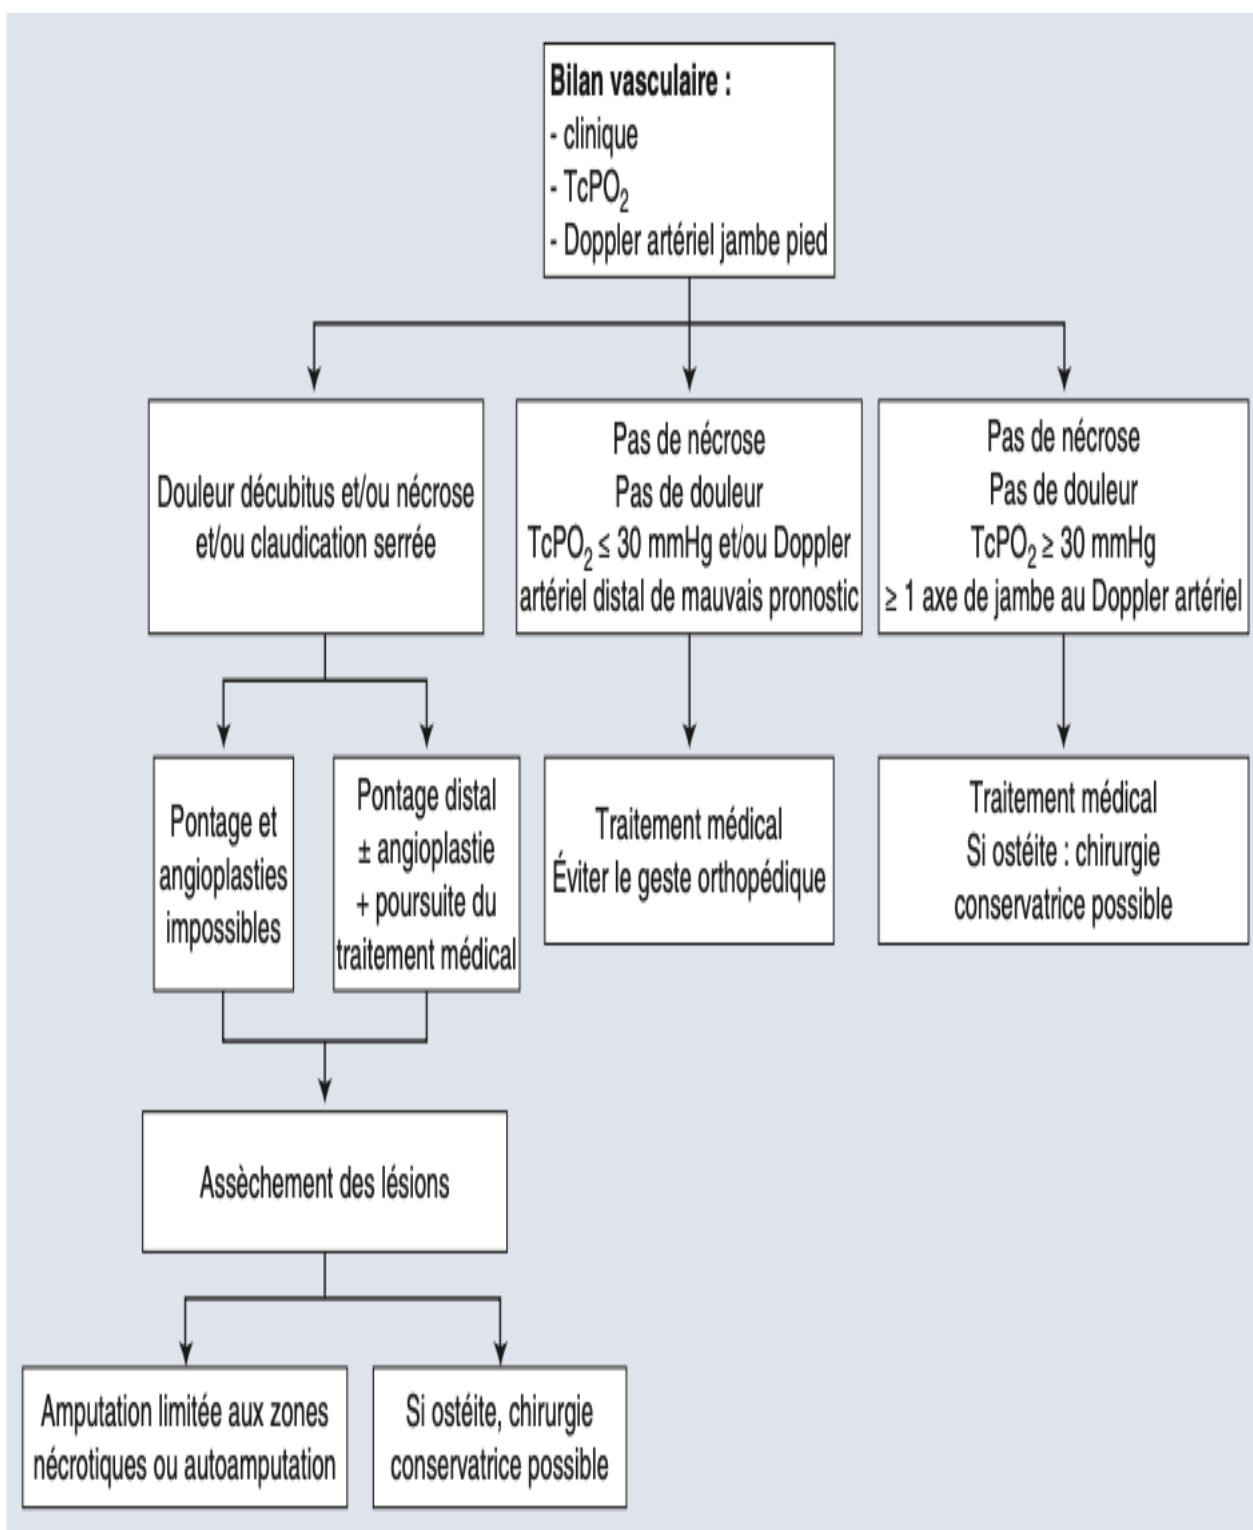 Bilan vasculaire :
- clinique
- TcPO₂
- Doppler artériel jambe pied
Douleur décubitus et/ou nécrose
et/ou claudication serrée
Pas de nécrose
Pas de douleur
TcPO₂ ≤ 30 mmHg et/ou Doppler
artériel distal de mauvais pronostic
Pas de nécrose
Pas de douleur
TcPO₂ ≥ 30 mmHg
≥ 1 axe de jambe au Doppler artériel
Pontage et
angioplasties
impossibles
Pontage distal
± angioplastie
+ poursuite du
traitement médical
Traitement médical
Éviter le geste orthopédique
Traitement médical
Si ostéite : chirurgie
conservatrice possible
Assèchement des lésions
Amputation limitée aux zones
nécrotiques ou autoamputation
Si ostéite, chirurgie
conservatrice possible